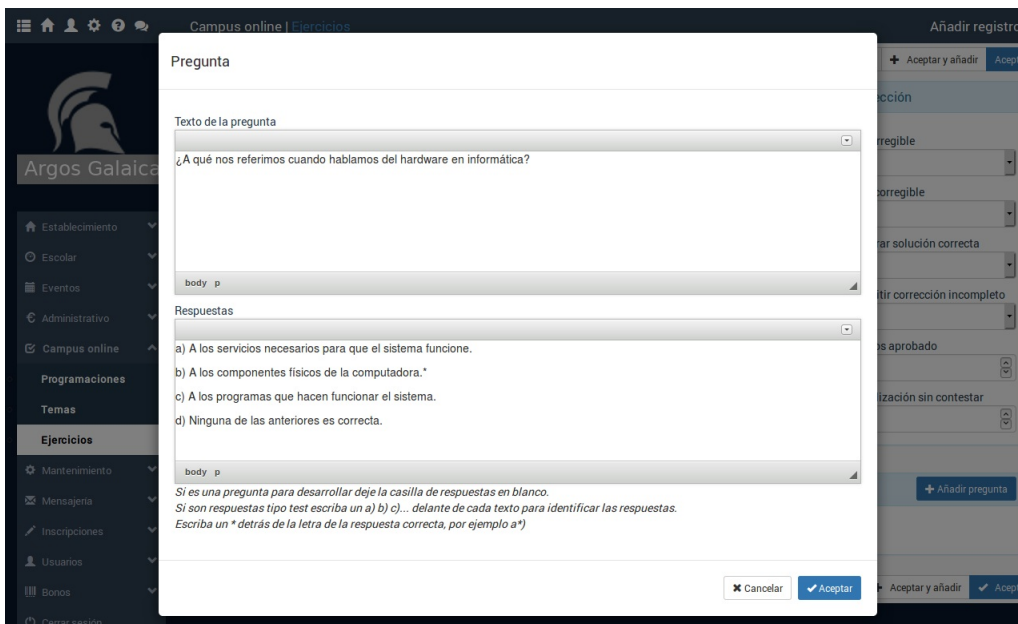 Campus online | Ejercicios
Añadir registro
Pregunta
Aceptar y añadir
Texto de la pregunta
¿A qué nos referimos cuando hablamos del hardware en informática?
body p
Respuestas
a) A los servicios necesarios para que el sistema funcione.
b) A los componentes físicos de la computadora.*
c) A los programas que hacen funcionar el sistema.
d) Ninguna de las anteriores es correcta.
body p
Si es una pregunta para desarrollar deje la casilla de respuestas en blanco.
Si son respuestas tipo test escriba un a) b) c)... delante de cada texto para identificar las respuestas.
Escriba un * detrás de la letra de la respuesta correcta, por ejemplo a*)
Cancelar
Aceptar
Argos Galaica
Establecimiento
Escolar
Eventos
Administrativo
Campus online
Programaciones
Temas
Ejercicios
Mantenimiento
Mensajeria
Inscripciones
Usuarios
Bonos
Cerrar sesión
solución correcta
corrección incompleto
aprobado
sin contestar
Añadir pregunta
Aceptar y añadir